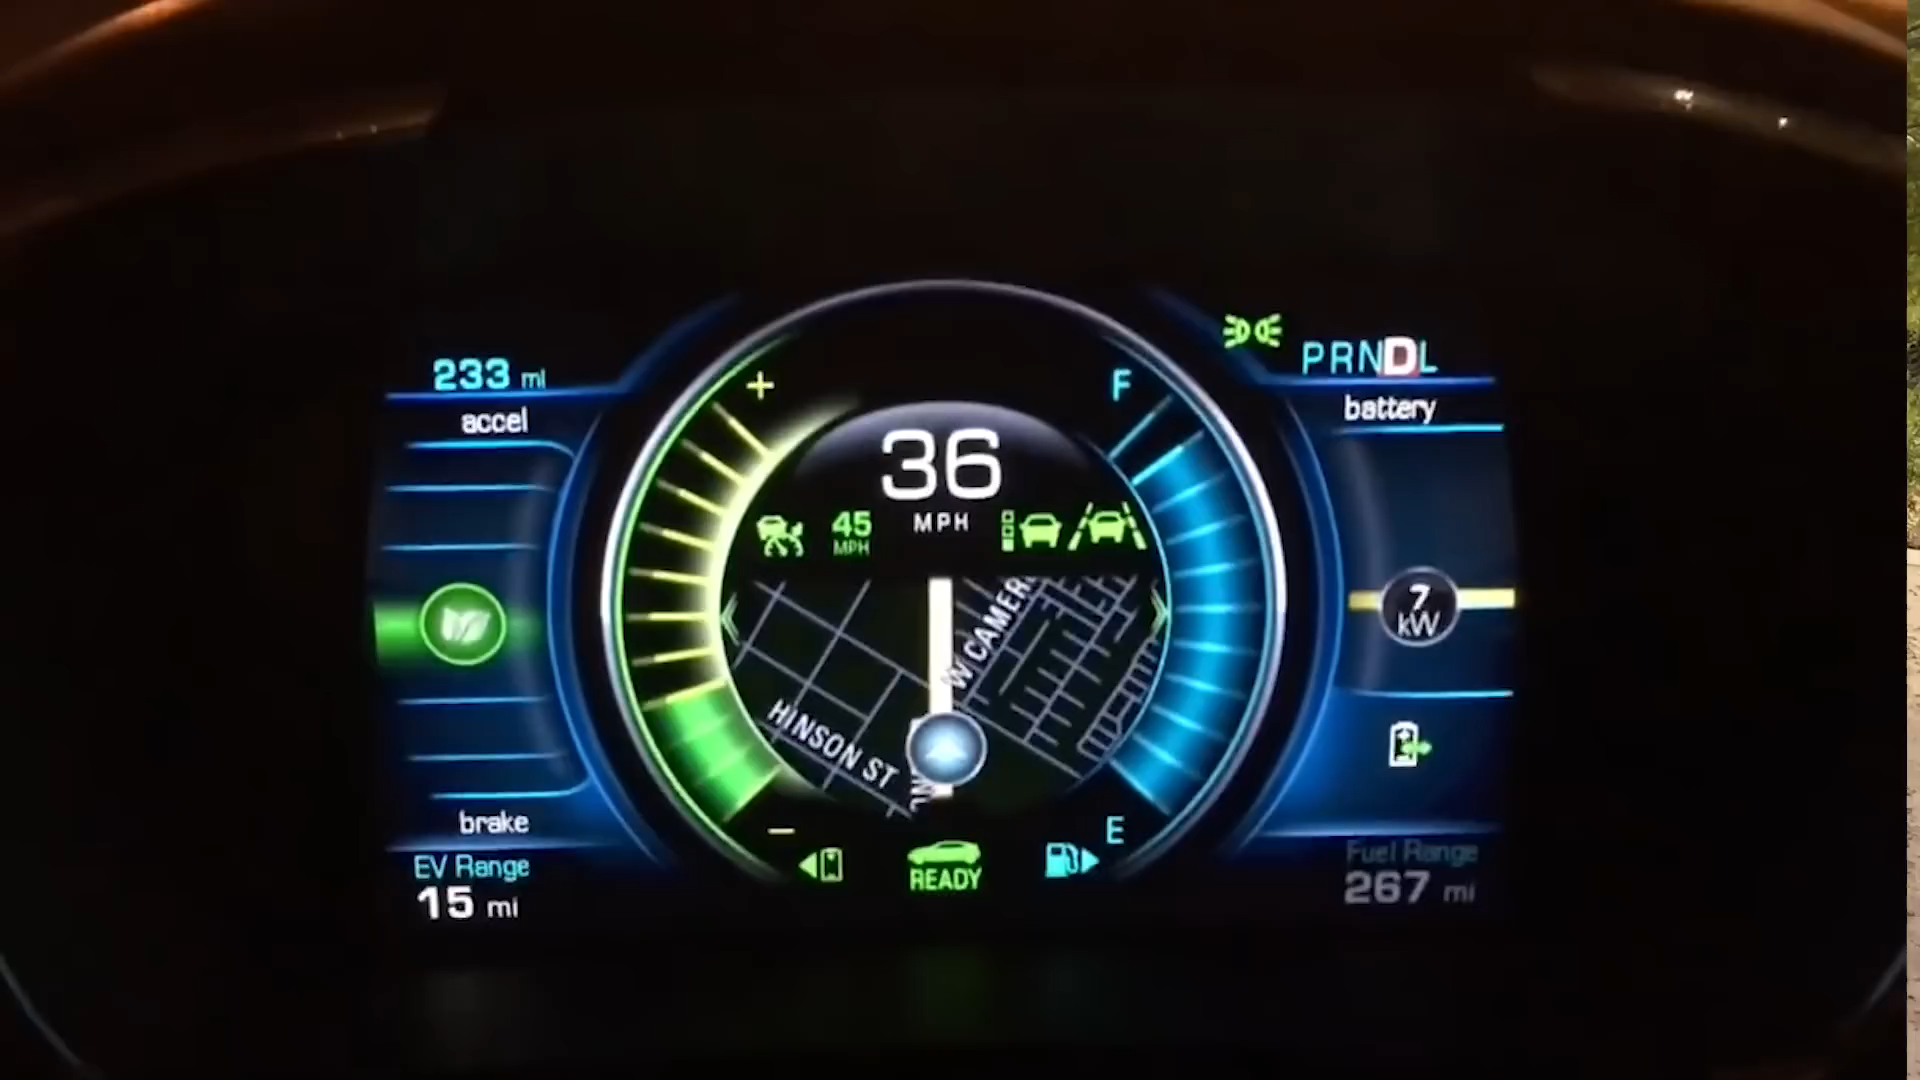 233 mi
accel
PRNDL
battery
+
F
36
MPH
45
MPH
7
kW
W CAMER
HINSON ST
brake
-
E
EV Range
15 mi
READY
Fuel Range
267 mi